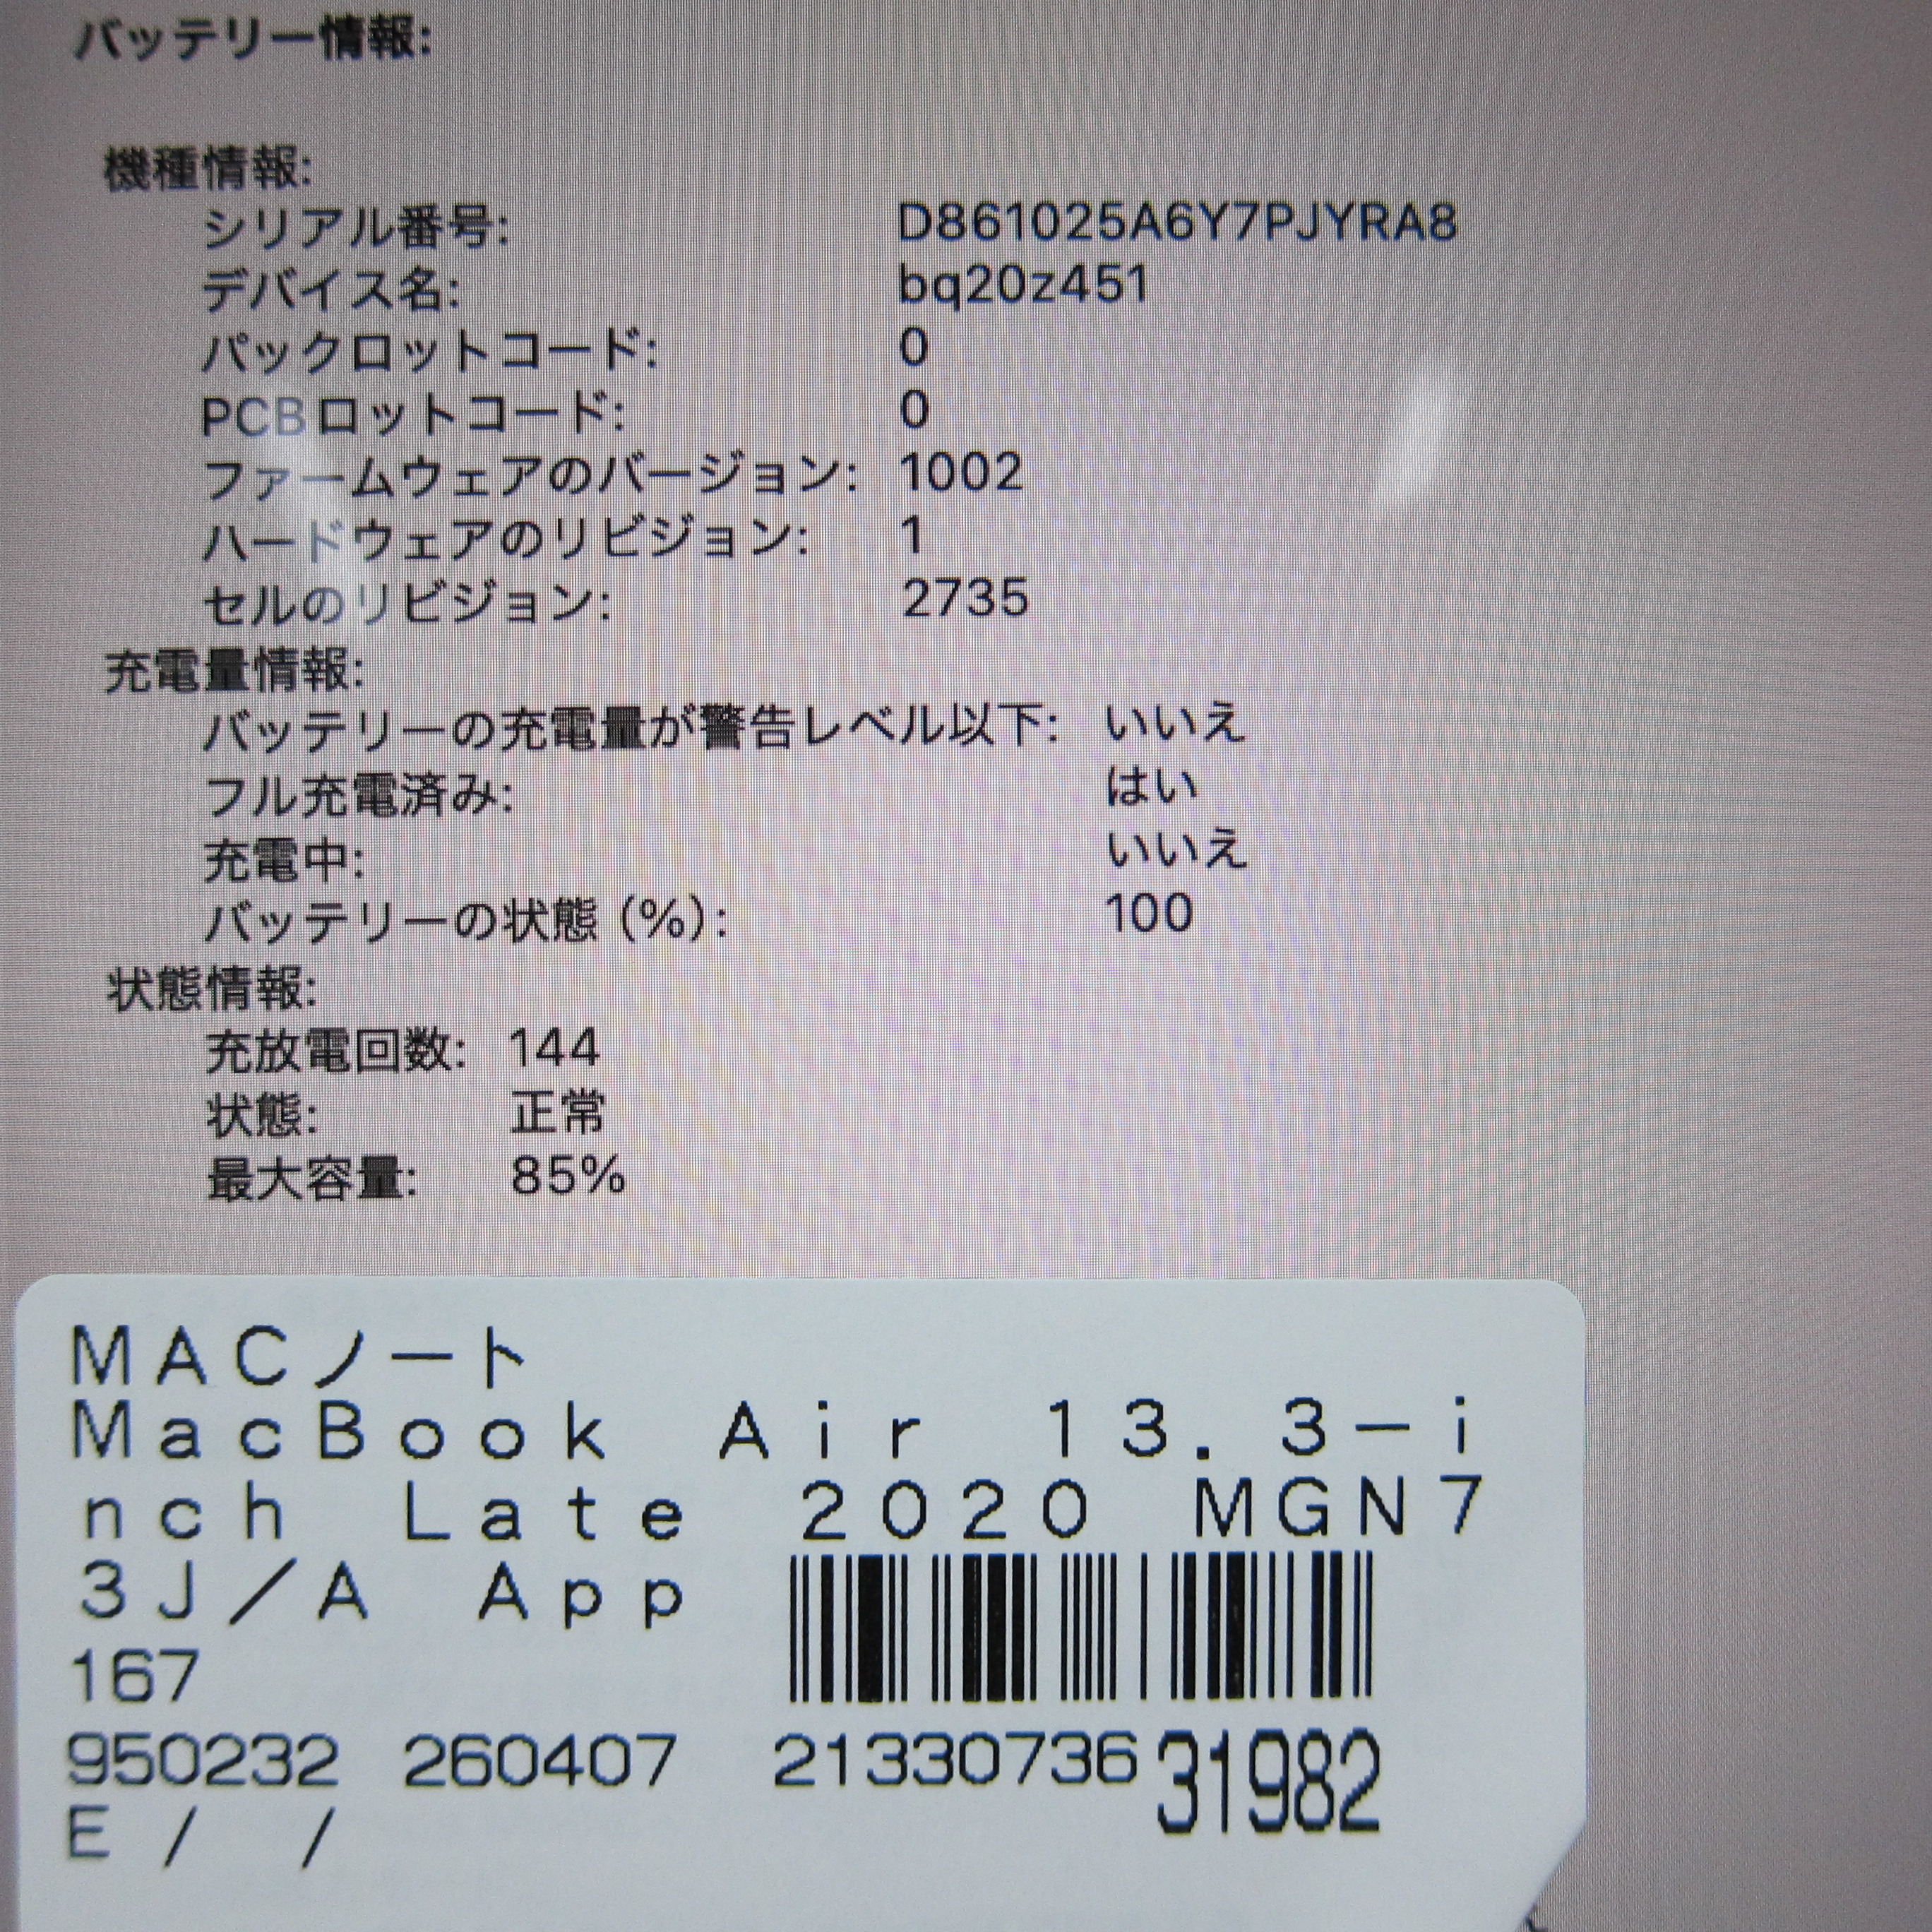 バッテリー情報:
機種情報:
シリアル番号: D861025A6Y7PJYRA8
デバイス名: bq20z451
パックロットコード: 0
PCBロットコード: 0
ファームウェアのバージョン: 1002
ハードウェアのリビジョン: 1
セルのリビジョン: 2735
充電量情報:
バッテリーの充電量が警告レベル以下: いいえ
フル充電済み: はい
充電中: いいえ
バッテリーの状態 (%): 100
状態情報:
充放電回数: 144
状態: 正常
最大容量: 85%
MACノート
MacBook Air 13.3-i
nch Late 2020 MGN7
3J/A App
167
950232 260407 21330736 31982
E / /